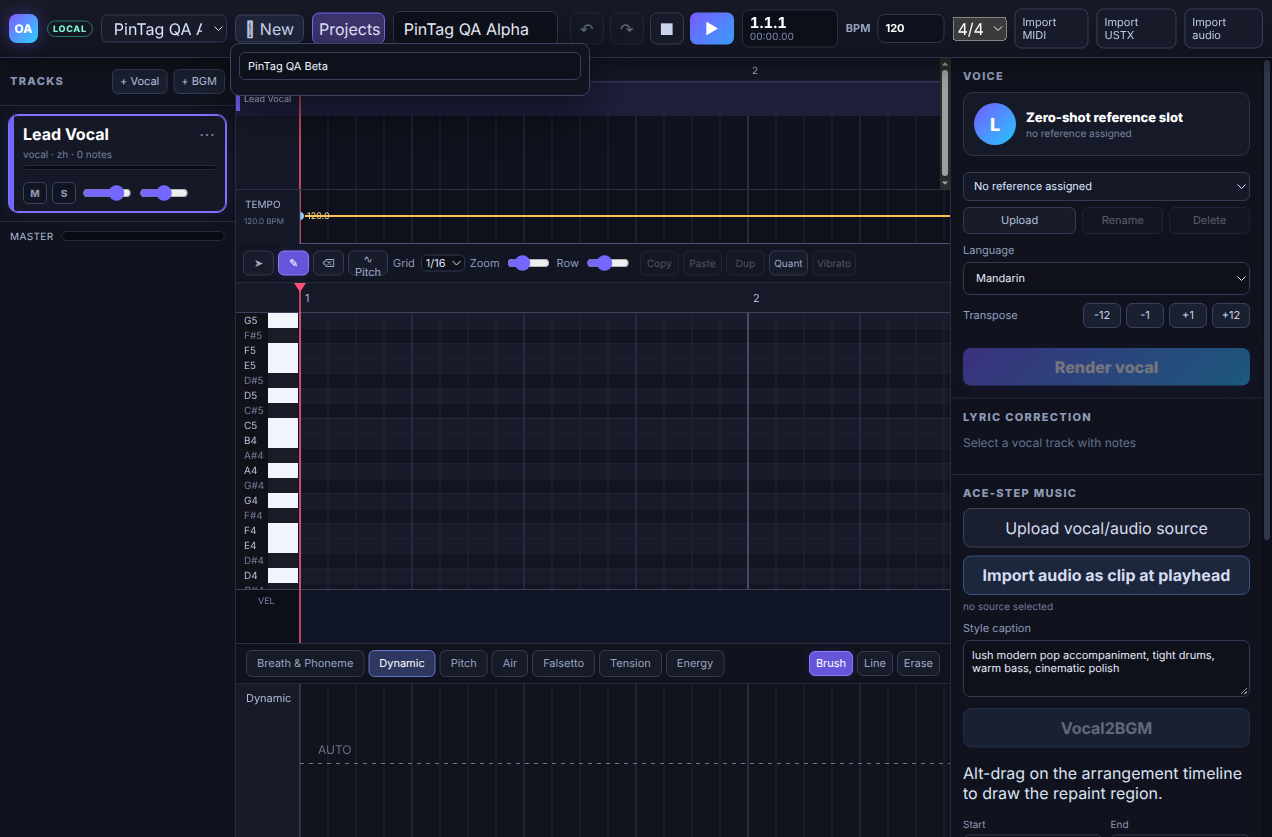 OA
LOCAL
PinTag QA
New
Projects
PinTag QA Alpha
1.1.1
00:00.00
BPM
120
4/4
Import MIDI
Import USTX
Import audio
PinTag QA Beta
TRACKS
+ Vocal
+ BGM
Lead Vocal
...
vocal · zh · 0 notes
M
S
MASTER
2
Lead Vocal
TEMPO
120.0 BPM
120.0
Pitch
Grid
1/16
Zoom
Row
Copy
Paste
Dup
Quant
Vibrato
1
2
G5
F#5
F5
E5
D#5
D5
C#5
C5
B4
A#4
A4
G#4
G4
F#4
F4
E4
D#4
D4
VEL
Breath & Phoneme
Dynamic
Pitch
Air
Falsetto
Tension
Energy
Brush
Line
Erase
Dynamic
AUTO
VOICE
L
Zero-shot reference slot
no reference assigned
No reference assigned
Upload
Rename
Delete
Language
Mandarin
Transpose
-12
-1
+1
+12
Render vocal
LYRIC CORRECTION
Select a vocal track with notes
ACE-STEP MUSIC
Upload vocal/audio source
Import audio as clip at playhead
no source selected
Style caption
lush modern pop accompaniment, tight drums,
warm bass, cinematic polish
Vocal2BGM
Alt-drag on the arrangement timeline
to draw the repaint region.
Start
End